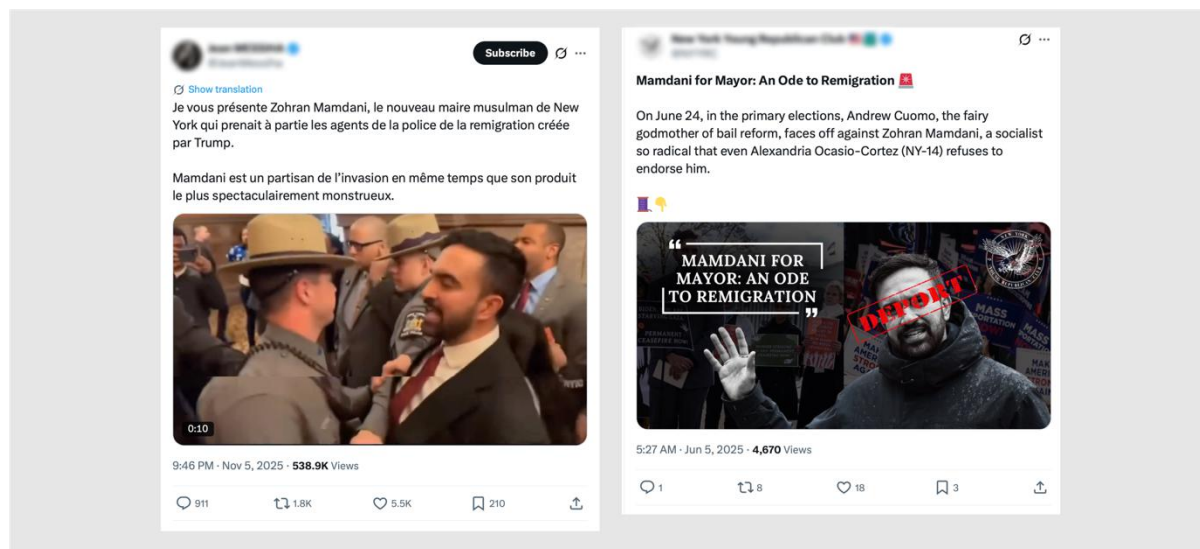 Subscribe
Show translation
Je vous présente Zohran Mamdani, le nouveau maire musulman de New
York qui prenait à partie les agents de la police de la remigration créée
par Trump.
Mamdani est un partisan de l'invasion en même temps que son produit
le plus spectaculairement monstrueux.
0:10
9:46 PM · Nov 5, 2025 · 538.9K Views
911 1.8K 5.5K 210
Mamdani for Mayor: An Ode to Remigration
On June 24, in the primary elections, Andrew Cuomo, the fairy
godmother of bail reform, faces off against Zohran Mamdani, a socialist
so radical that even Alexandria Ocasio-Cortez (NY-14) refuses to
endorse him.
“ MAMDANI FOR
MAYOR: AN ODE
TO REMIGRATION ”
DEPORT
MASS
5:27 AM · Jun 5, 2025 · 4,670 Views
1 8 18 3